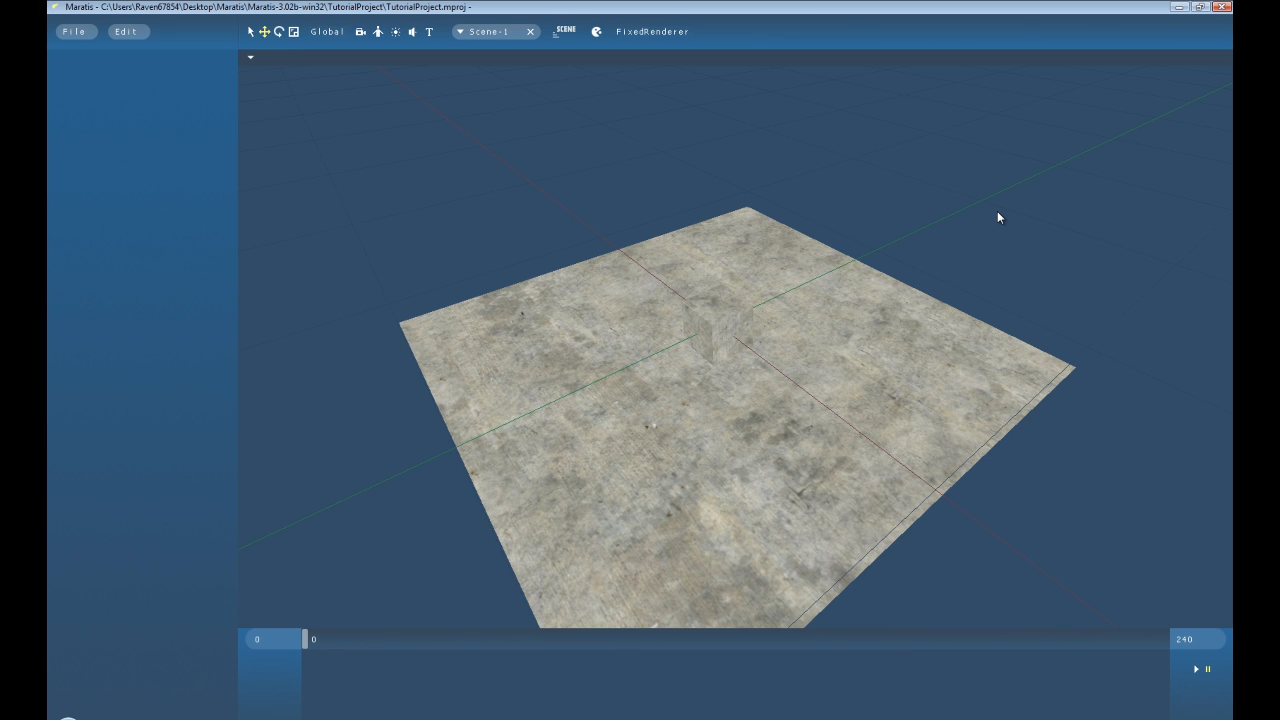 Maratis - C:\Users\Raven67854\Desktop\Maratis\Maratis-3.02b-win32\TutorialProject\TutorialProject.mproj -
File Edit Global T Scene-1 SCENE FixedRenderer
0 0 240